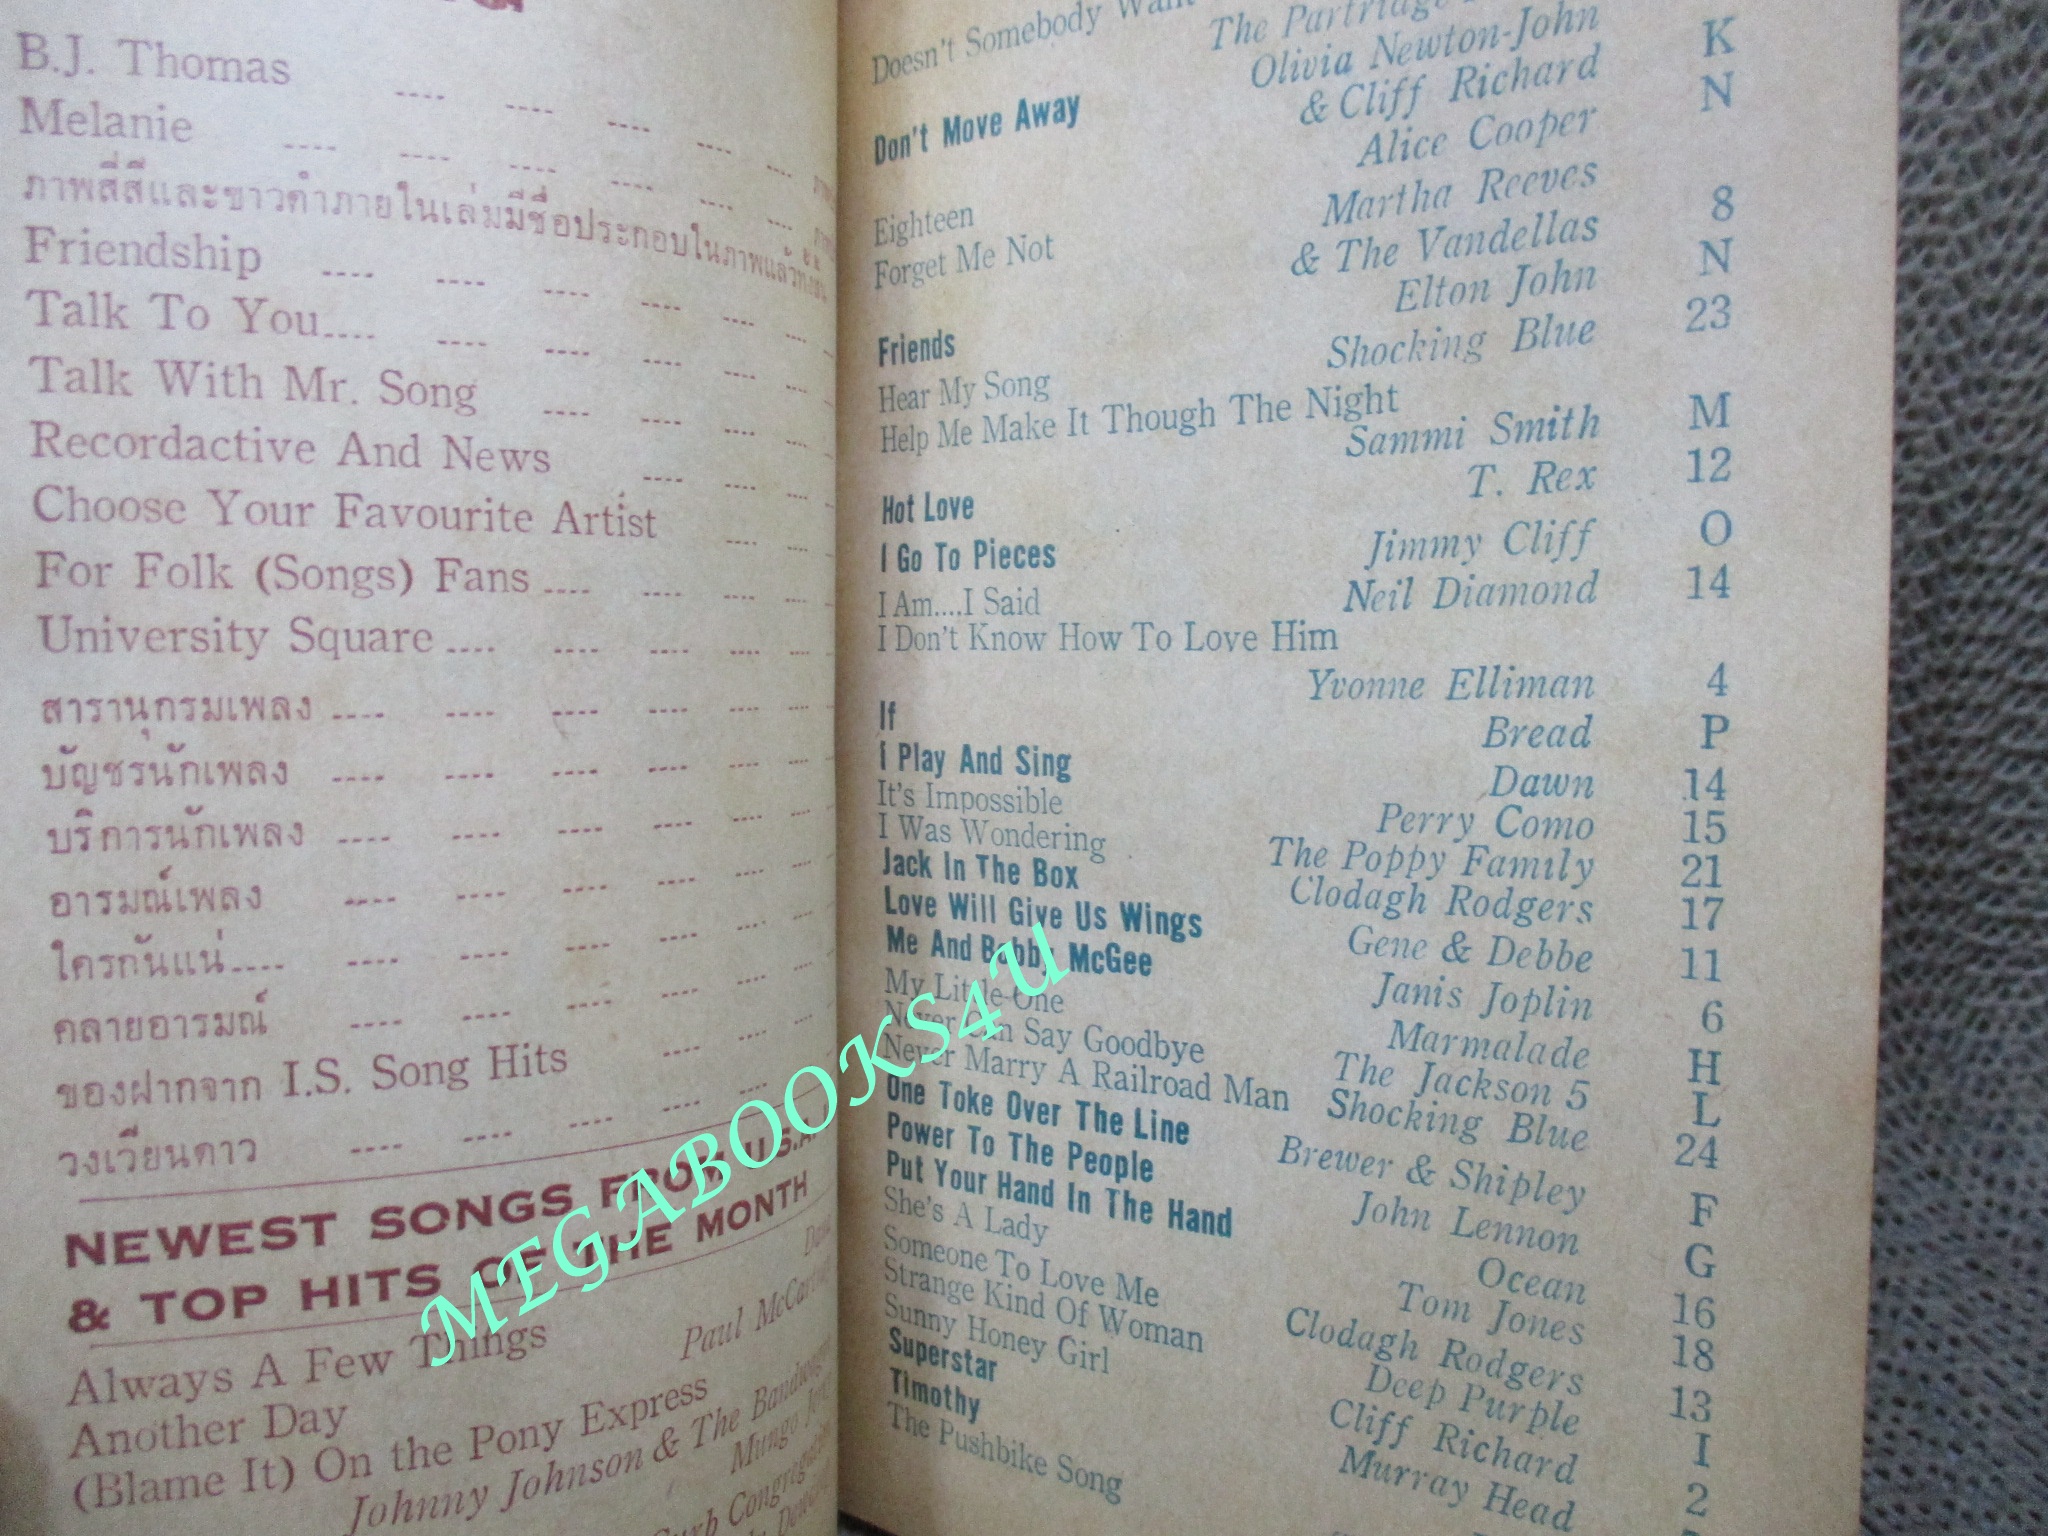 B.J. Thomas ---- ---- ---- ---- ----
Melanie ---- ---- ---- ---- ---- ----
ภาพสี่สีและขาวดำภายในเล่มมีชื่อประกอบในภาพแล้ว
Friendship ---- ---- ---- ---- ---- ----
Talk To You.... ---- ---- ---- ---- ----
Talk With Mr. Song ---- ---- ---- ----
Recordactive And News ---- ---- ----
Choose Your Favourite Artist ---- ----
For Folk (Songs) Fans .... ---- ---- ----
University Square .... ---- ---- ---- ----
สารานุกรมเพลง .... ---- ---- ---- ---- ----
บัญชรนักเพลง ---- ---- ---- ---- ---- ----
บริการนักเพลง ---- ---- ---- ---- ---- ----
อารมณ์เพลง ---- ---- ---- ---- ---- ----
ใครกันแน่.... ---- ---- ---- ---- ----
คลายอารมณ์ ---- ---- ---- ---- ---- ----
ของฝากจาก I.S. Song Hits ---- ---- ----
วงเวียนดาว ---- ---- ---- ---- ----
NEWEST SONGS FROM U.S.A.
& TOP HITS OF THE MONTH
Always A Few Things
Another Day Paul
(Blame It) On the Pony Express
Johnny Johnson & The Bandwagon
Mungo
Doesn't Somebody Want
The Partridge
Don't Move Away Olivia Newton-John
& Cliff Richard K
Eighteen Alice Cooper N
Forget Me Not Martha Reeves
& The Vandellas 8
Friends Elton John N
Hear My Song Shocking Blue 23
Help Me Make It Though The Night
Sammi Smith M
Hot Love T. Rex 12
I Go To Pieces Jimmy Cliff O
I Am....I Said Neil Diamond 14
I Don't Know How To Love Him
Yvonne Elliman 4
If Bread P
I Play And Sing Dawn 14
It's Impossible Perry Como 15
I Was Wondering The Poppy Family 21
Jack In The Box Clodagh Rodgers 17
Love Will Give Us Wings Gene & Debbe 11
Me And Bobby McGee Janis Joplin 6
My Little One Marmalade H
Never Can Say Goodbye The Jackson 5 L
Never Marry A Railroad Man Shocking Blue 24
One Toke Over The Line Brewer & Shipley F
Power To The People John Lennon G
Put Your Hand In The Hand Ocean 16
She's A Lady Tom Jones 18
Someone To Love Me Clodagh Rodgers 13
Strange Kind Of Woman Deep Purple I
Sunny Honey Girl Cliff Richard 2
Superstar Murray Head
Timothy
The Pushbike Song
MEGABOOKS4U